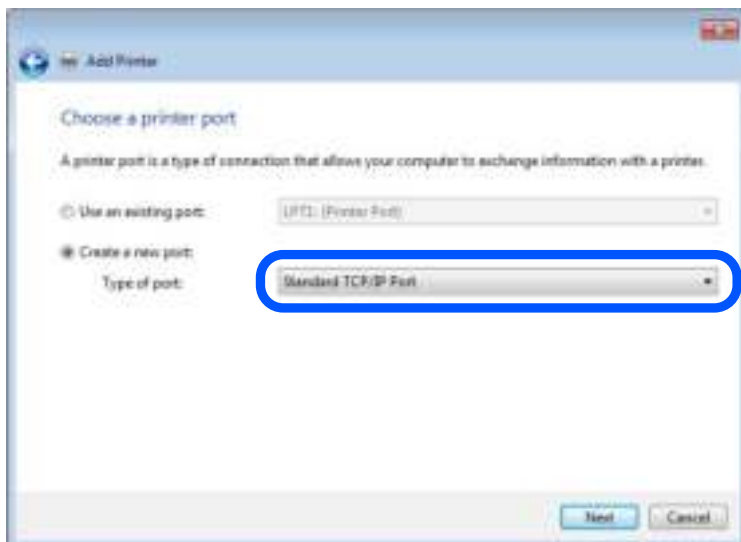 Add Printer
Choose a printer port
A printer port is a type of connection that allows your computer to exchange information with a printer.
Use an existing port:
LPT1: (Printer Port)
Create a new port:
Type of port:
Standard TCP/IP Port
Next
Cancel